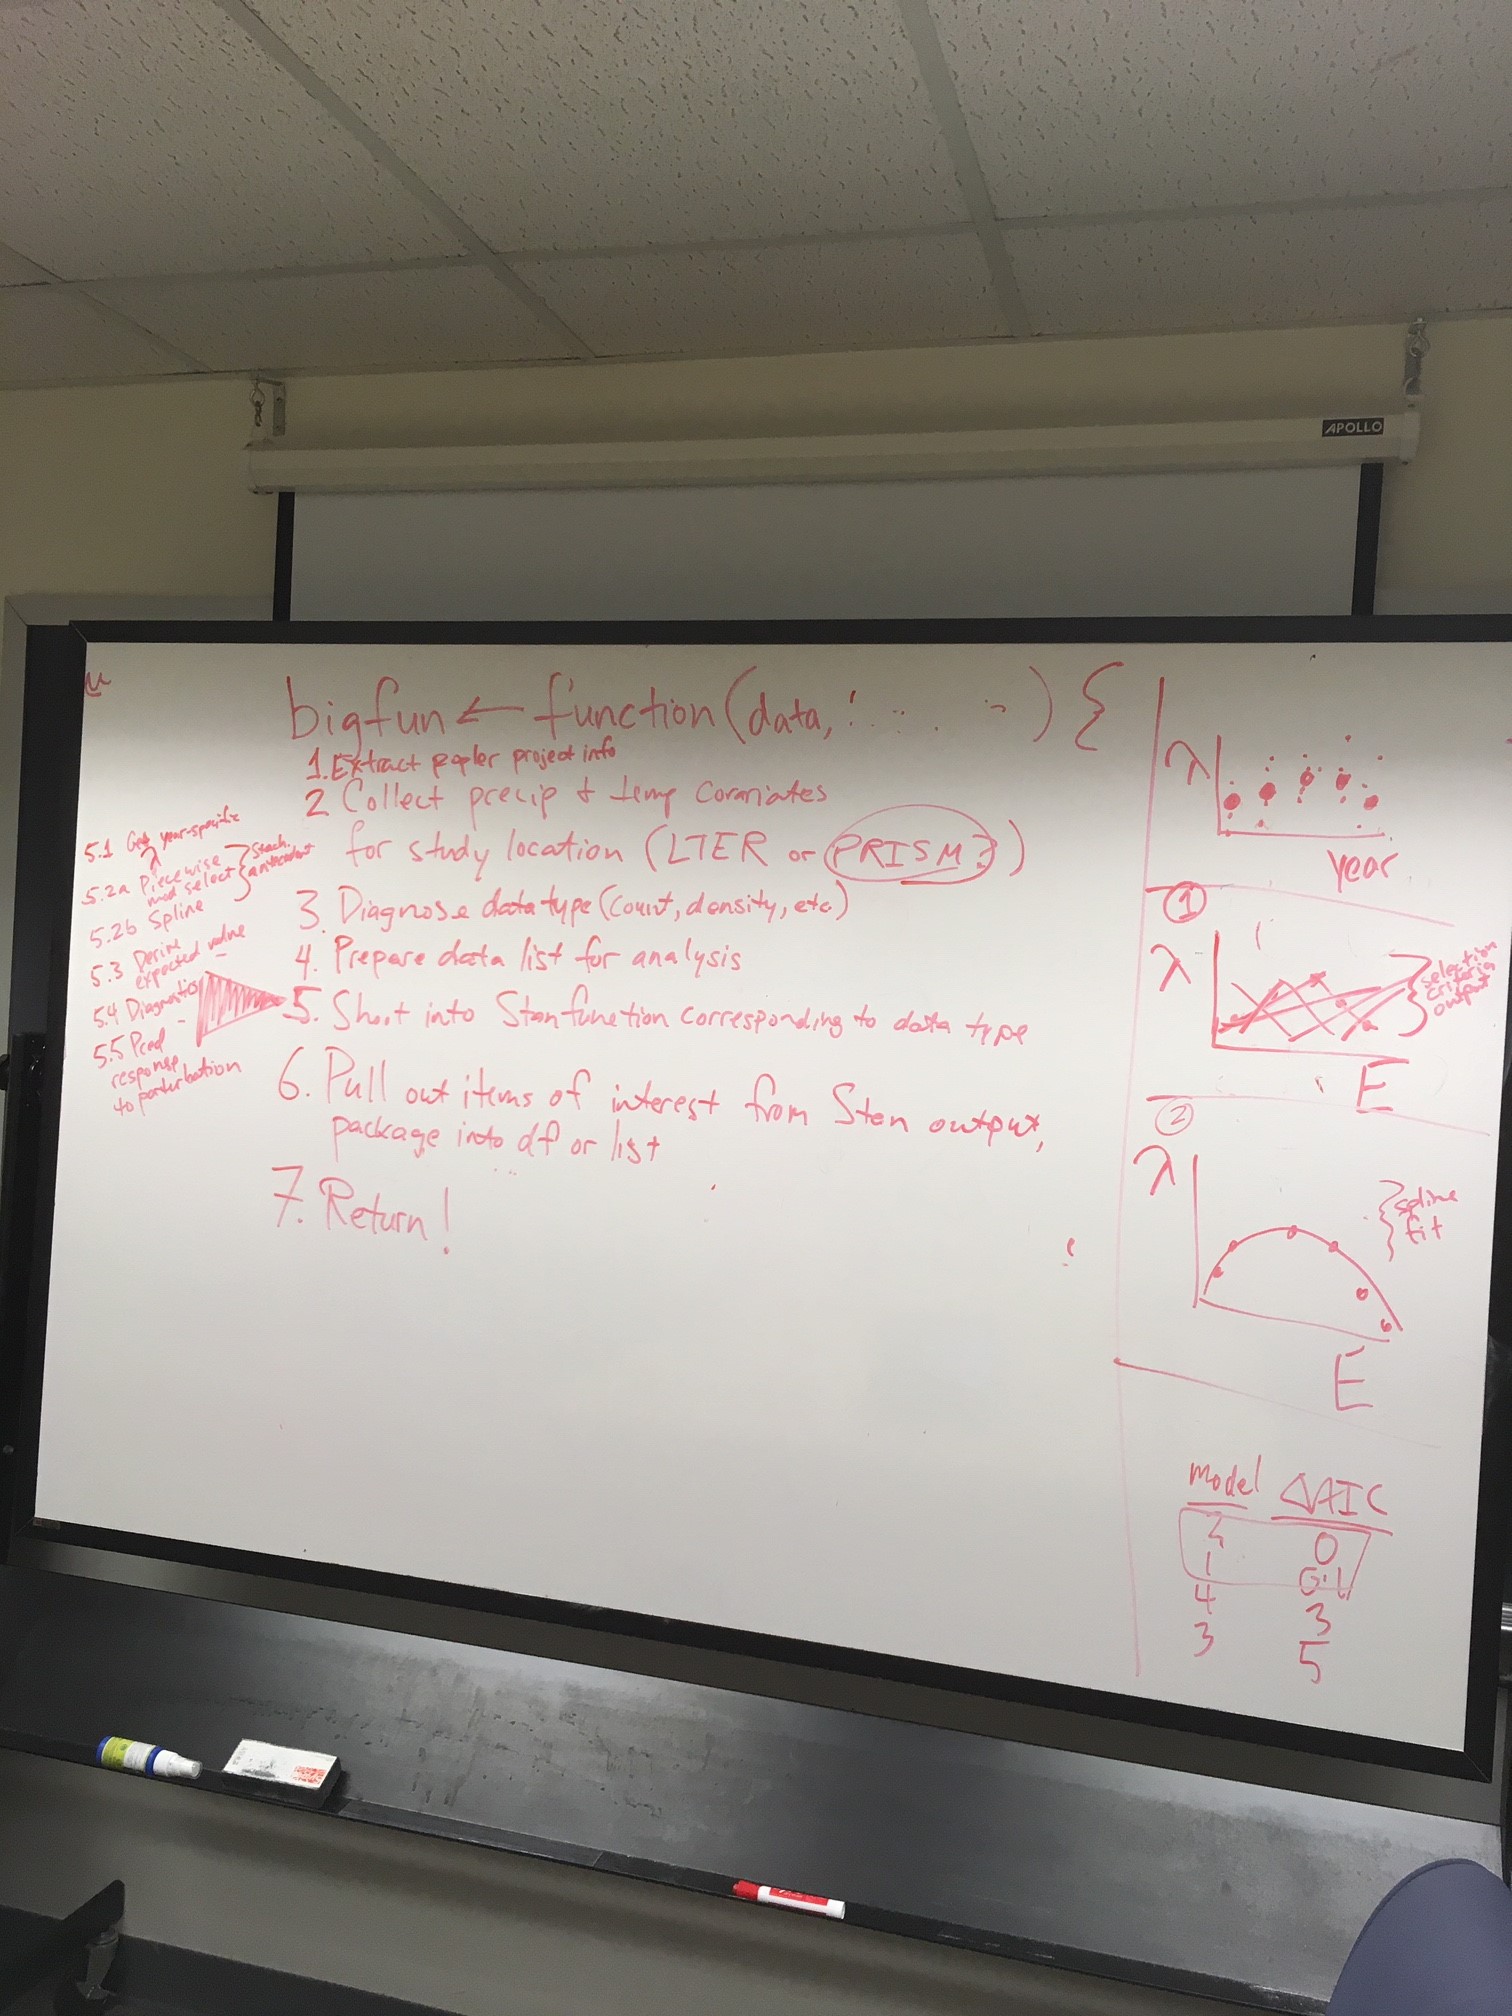 APOLLO
bigfun ← function(data, ) {
1. Extract popler project info
2 Collect precip + temp covariates
for study location (LTER or PRISM?)
3. Diagnose data type (count, density, etc.)
4. Prepare data list for analysis
5. Shoot into Stan function corresponding to data type
6. Pull out items of interest from Stan output,
package into df or list
7. Return!
5.1 Get year-specific
λ
5.2a Piecewise
mod select
} stoch.
antecedent
5.2b Spline
5.3 Derive
expected value
5.4 Diagnostics
5.5 Pred
response
to perturbation
λ
year
①
λ
E
} selection
criteria
output
②
λ
E
} spline
fit
model ΔAIC
2 0
1 0.1
4 3
3 5